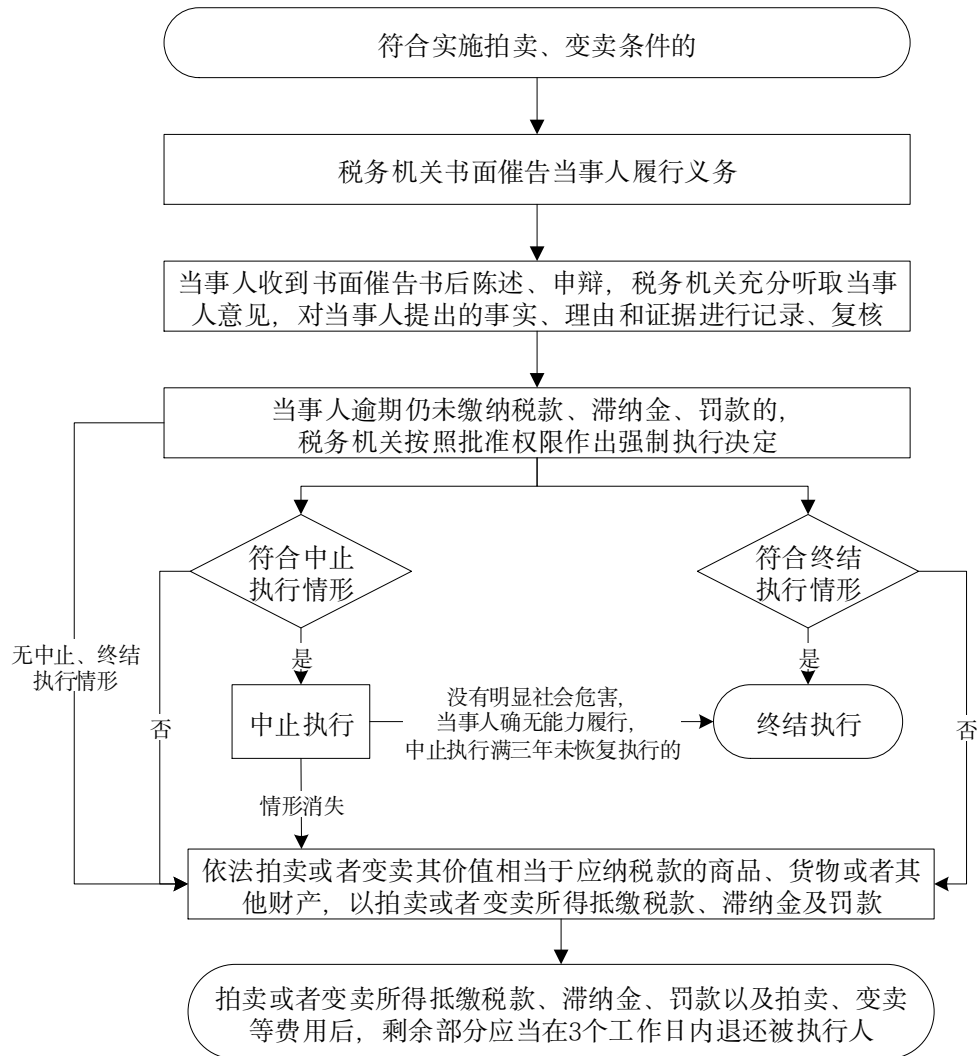 符合实施拍卖、变卖条件的
税务机关书面催告当事人履行义务
当事人收到书面催告书后陈述、申辩，税务机关充分听取当事
人意见，对当事人提出的事实、理由和证据进行记录、复核
当事人逾期仍未缴纳税款、滞纳金、罚款的，
税务机关按照批准权限作出强制执行决定
符合中止
执行情形
符合终结
执行情形
无中止、终结
执行情形
是
是
否
中止执行
没有明显社会危害，
当事人确无能力履行，
中止执行满三年未恢复执行的
终结执行
否
情形消失
依法拍卖或者变卖其价值相当于应纳税款的商品、货物或者其
他财产，以拍卖或者变卖所得抵缴税款、滞纳金及罚款
拍卖或者变卖所得抵缴税款、滞纳金、罚款以及拍卖、变卖
等费用后，剩余部分应当在3个工作日内退还被执行人